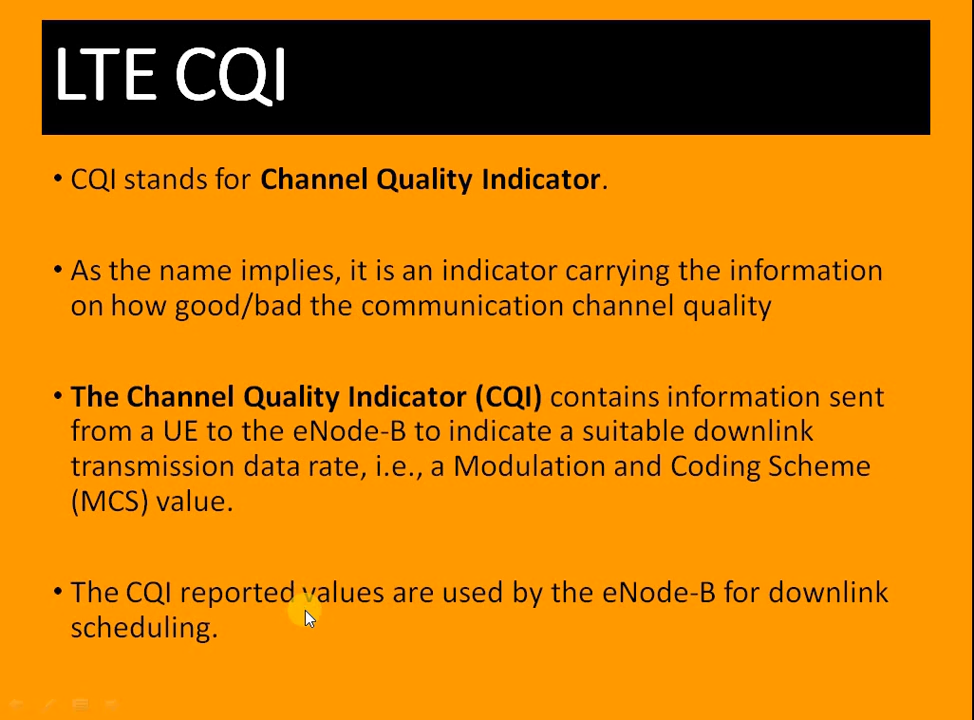 LTE CQI
• CQI stands for Channel Quality Indicator.
• As the name implies, it is an indicator carrying the information
on how good/bad the communication channel quality
• The Channel Quality Indicator (CQI) contains information sent
from a UE to the eNode-B to indicate a suitable downlink
transmission data rate, i.e., a Modulation and Coding Scheme
(MCS) value.
• The CQI reported values are used by the eNode-B for downlink
scheduling.